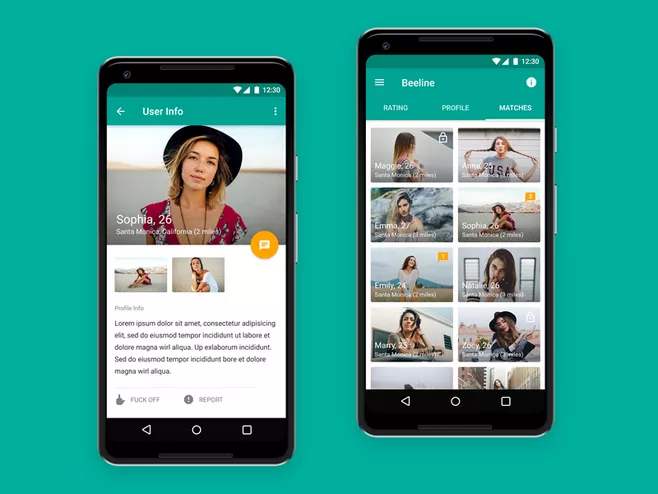 12:30
User Info
Sophia, 26
Santa Monica, California (2 miles)
Profile Info
Lorem ipsum dolor sit amet, consectetur adipisicing
elit, sed do eiusmod tempor incididunt ut labore et
dolore magna wirl aliqua. Up exlaborum incididunt.
Sed do eiusmod tempor incididunt bore et dolore
magna wirl aliqua.
FUCK OFF
REPORT
12:30
Beeline
RATING PROFILE MATCHES
Maggie, 26
Santa Monica (2 miles)
Anna, 25
Santa Monica (3 miles)
Emma, 27
Santa Monica miles)
Sophia, 26
Santa Monica (2 miles)
Emily, 24
Santa Monica (2 miles)
Natalie, 26
Santa Monica miles)
Marry, 23
Santa Monica (2 miles)
Zoey, 26
Santa Monica (2 miles)